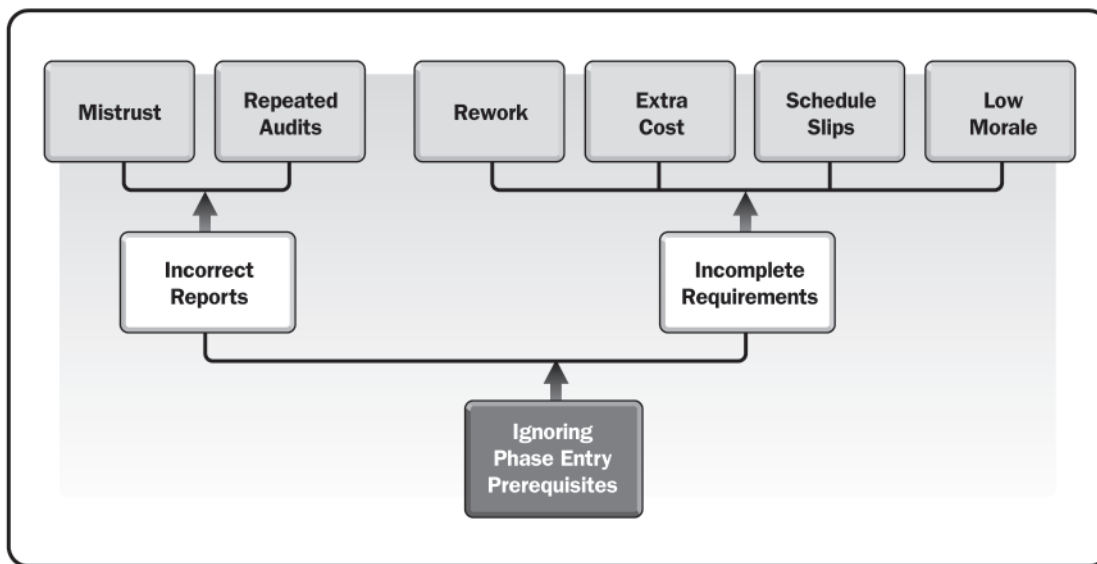 Mistrust
Repeated
Audits
Rework
Extra
Cost
Schedule
Slips
Low
Morale
Incorrect
Reports
Incomplete
Requirements
Ignoring
Phase Entry
Prerequisites